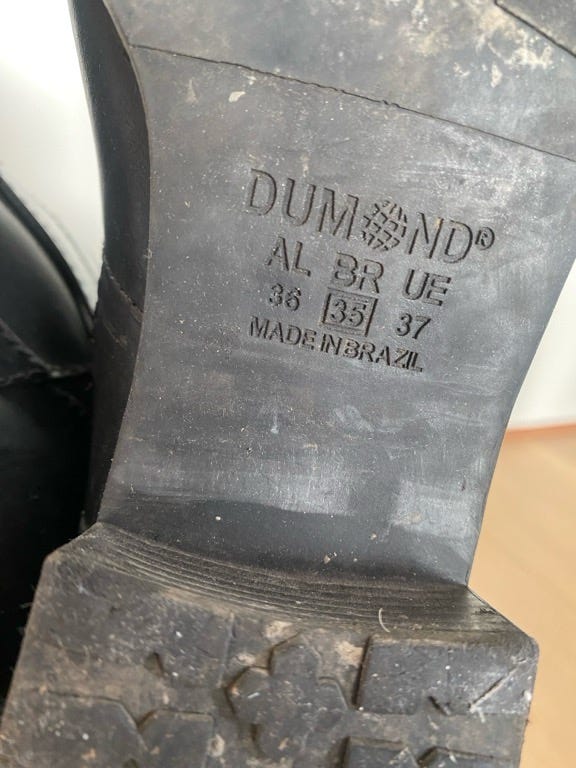 DUMOND®
AL BR UE
36 35 37
MADE IN BRAZIL